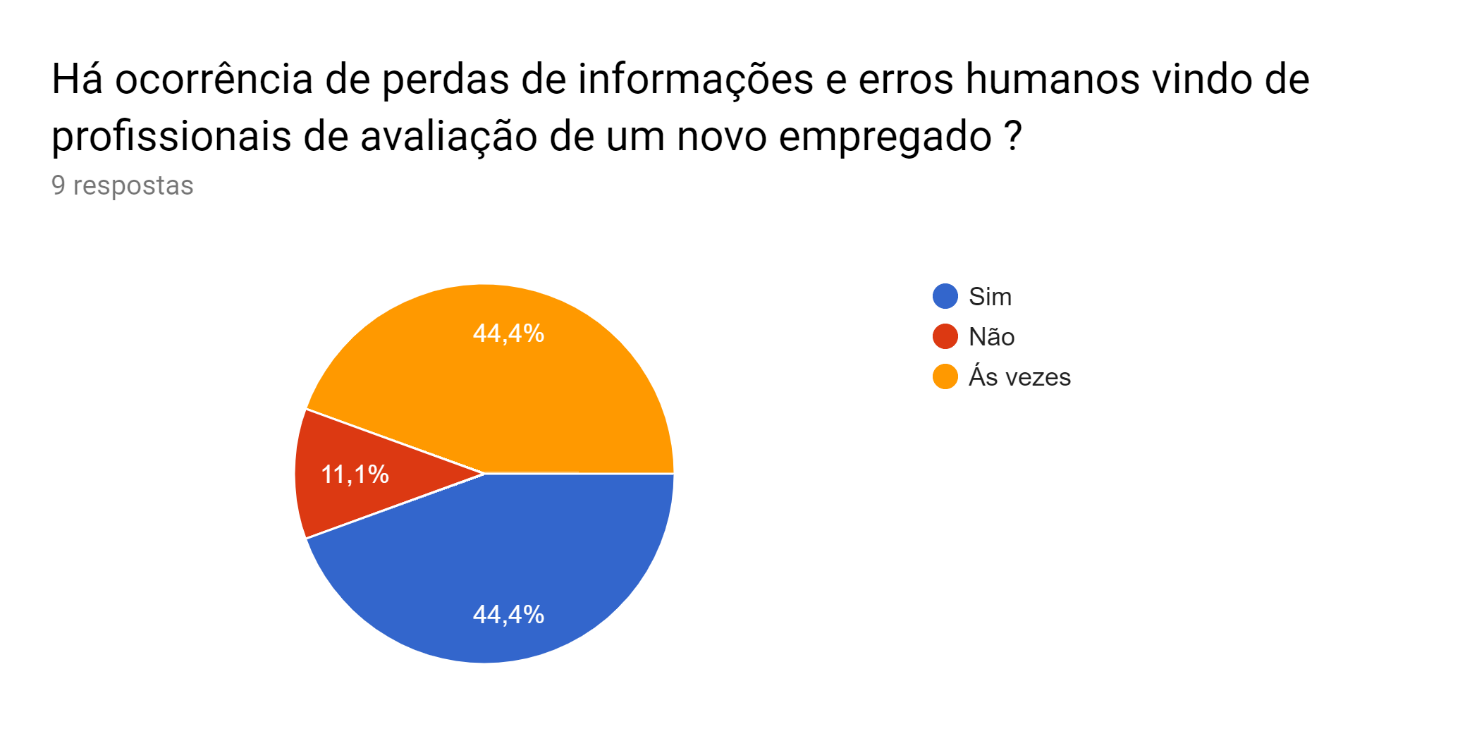 Há ocorrência de perdas de informações e erros humanos vindo de
profissionais de avaliação de um novo empregado ?
9 respostas
Sim
Não
Ás vezes
44,4%
11,1%
44,4%